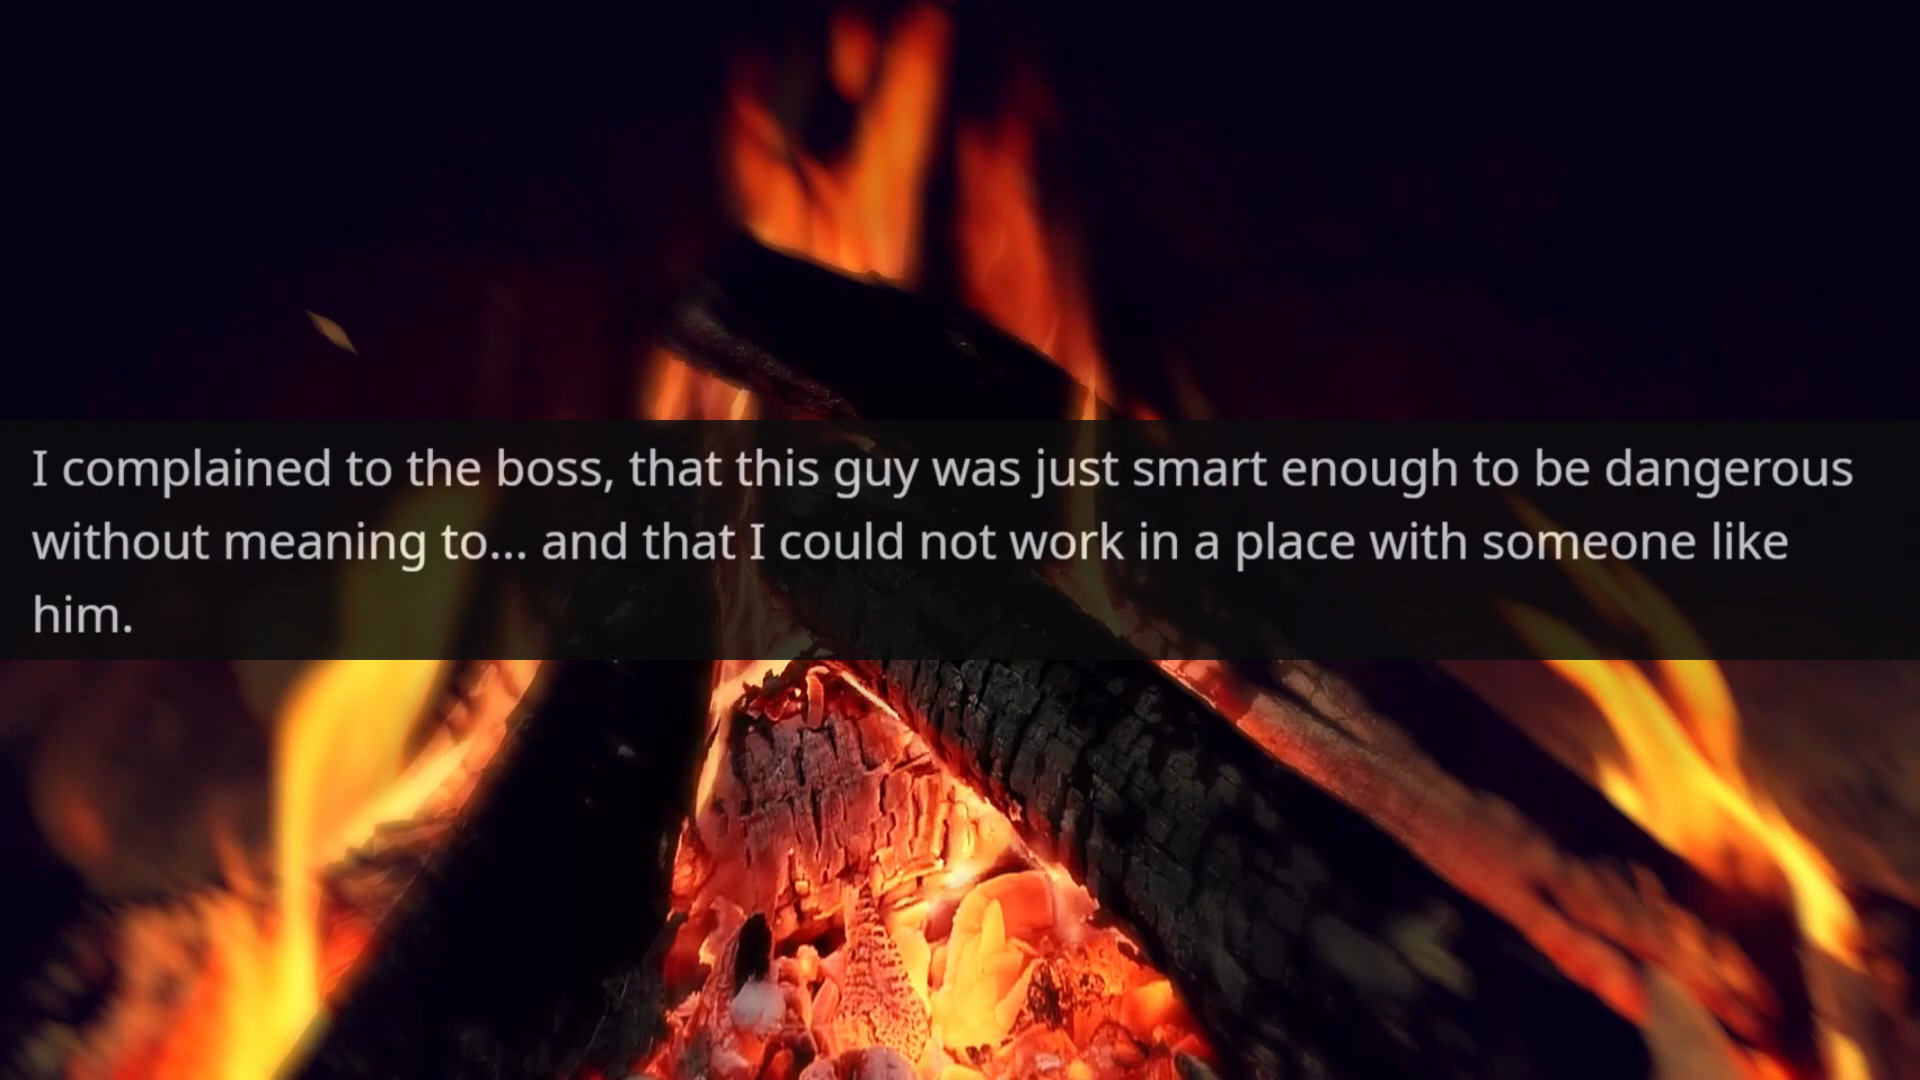 I complained to the boss, that this guy was just smart enough to be dangerous
without meaning to... and that I could not work in a place with someone like
him.